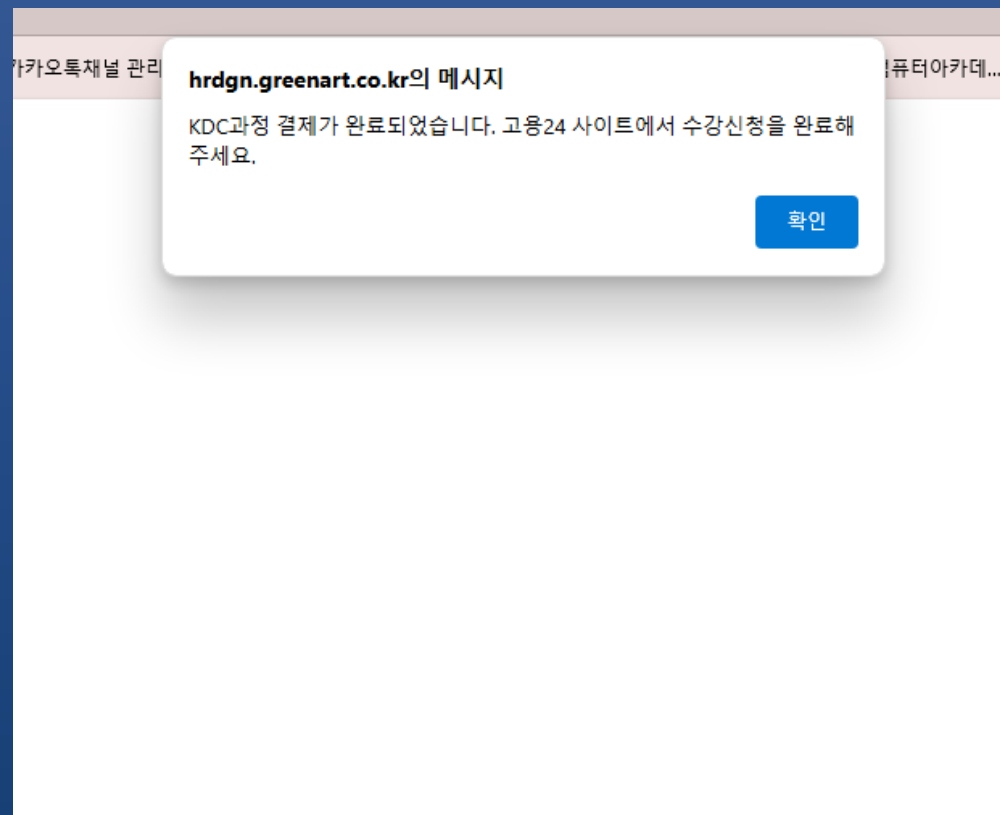 카카오톡채널 관리
hrdgn.greenart.co.kr의 메시지
KDC과정 결제가 완료되었습니다. 고용24 사이트에서 수강신청을 완료해
주세요.
확인
퓨터아카데...